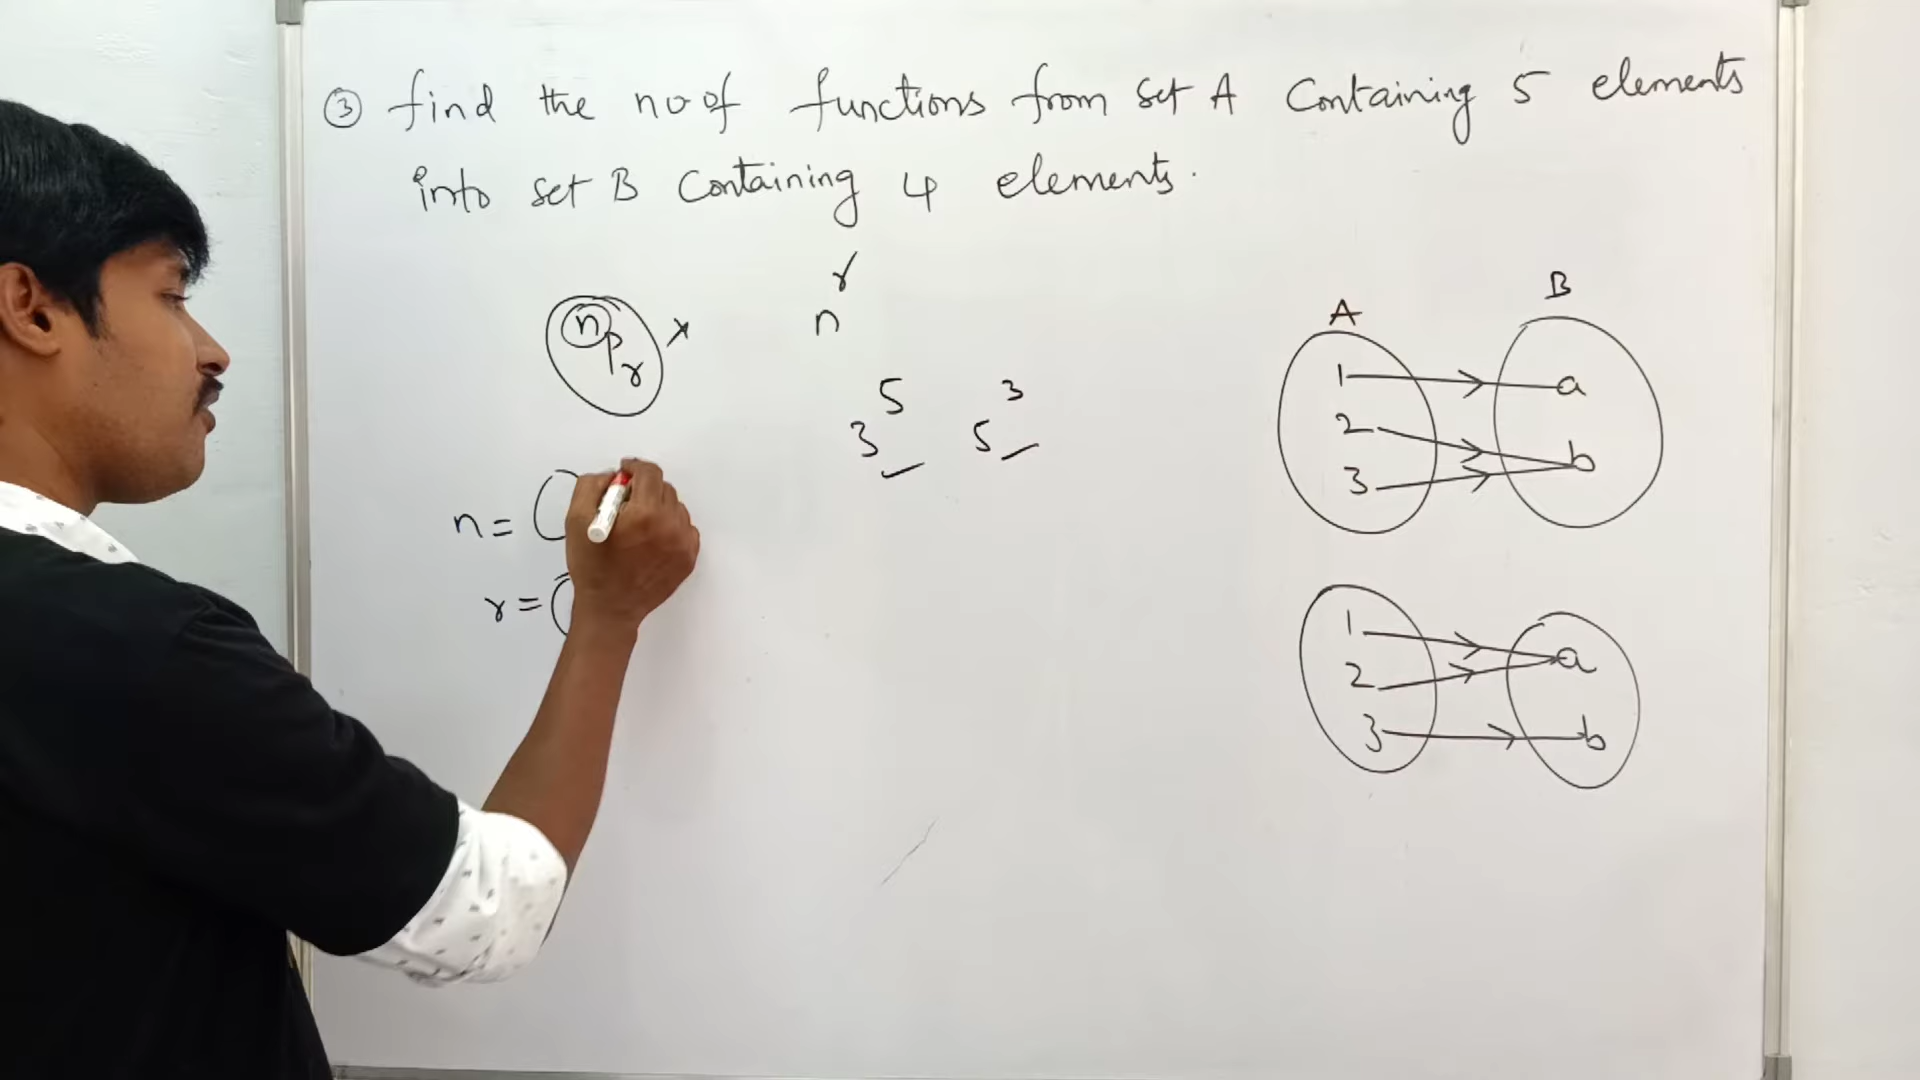 ③ find the no of functions from set A Containing 5 elements
into set B Containing 4 elements.
nPr ×
n^r
3^5 5^3
n = (
r = (
A B
1 a
2 b
3
1 a
2
3 b